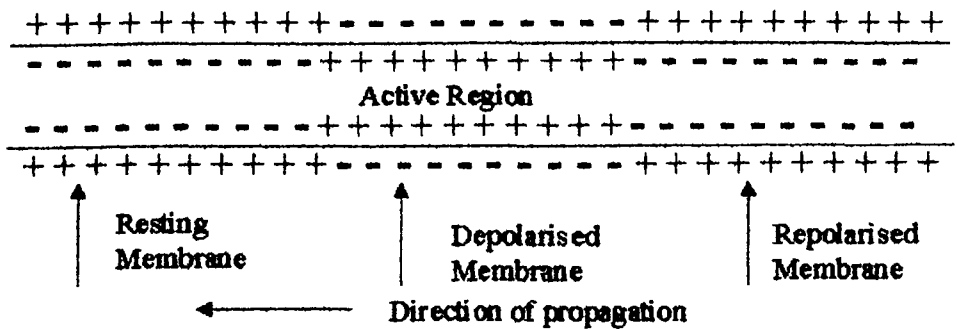 + + + + + + + + + + - - - - - - - - - - + + + + + + + + + +
- - - - - - - - - - + + + + + + + + + + - - - - - - - - - -
Active Region
- - - - - - - - - - + + + + + + + + + + - - - - - - - - - -
+ + + + + + + + + + - - - - - - - - - - + + + + + + + + + +
Resting
Membrane
Depolarised
Membrane
Repolarised
Membrane
Direction of propagation